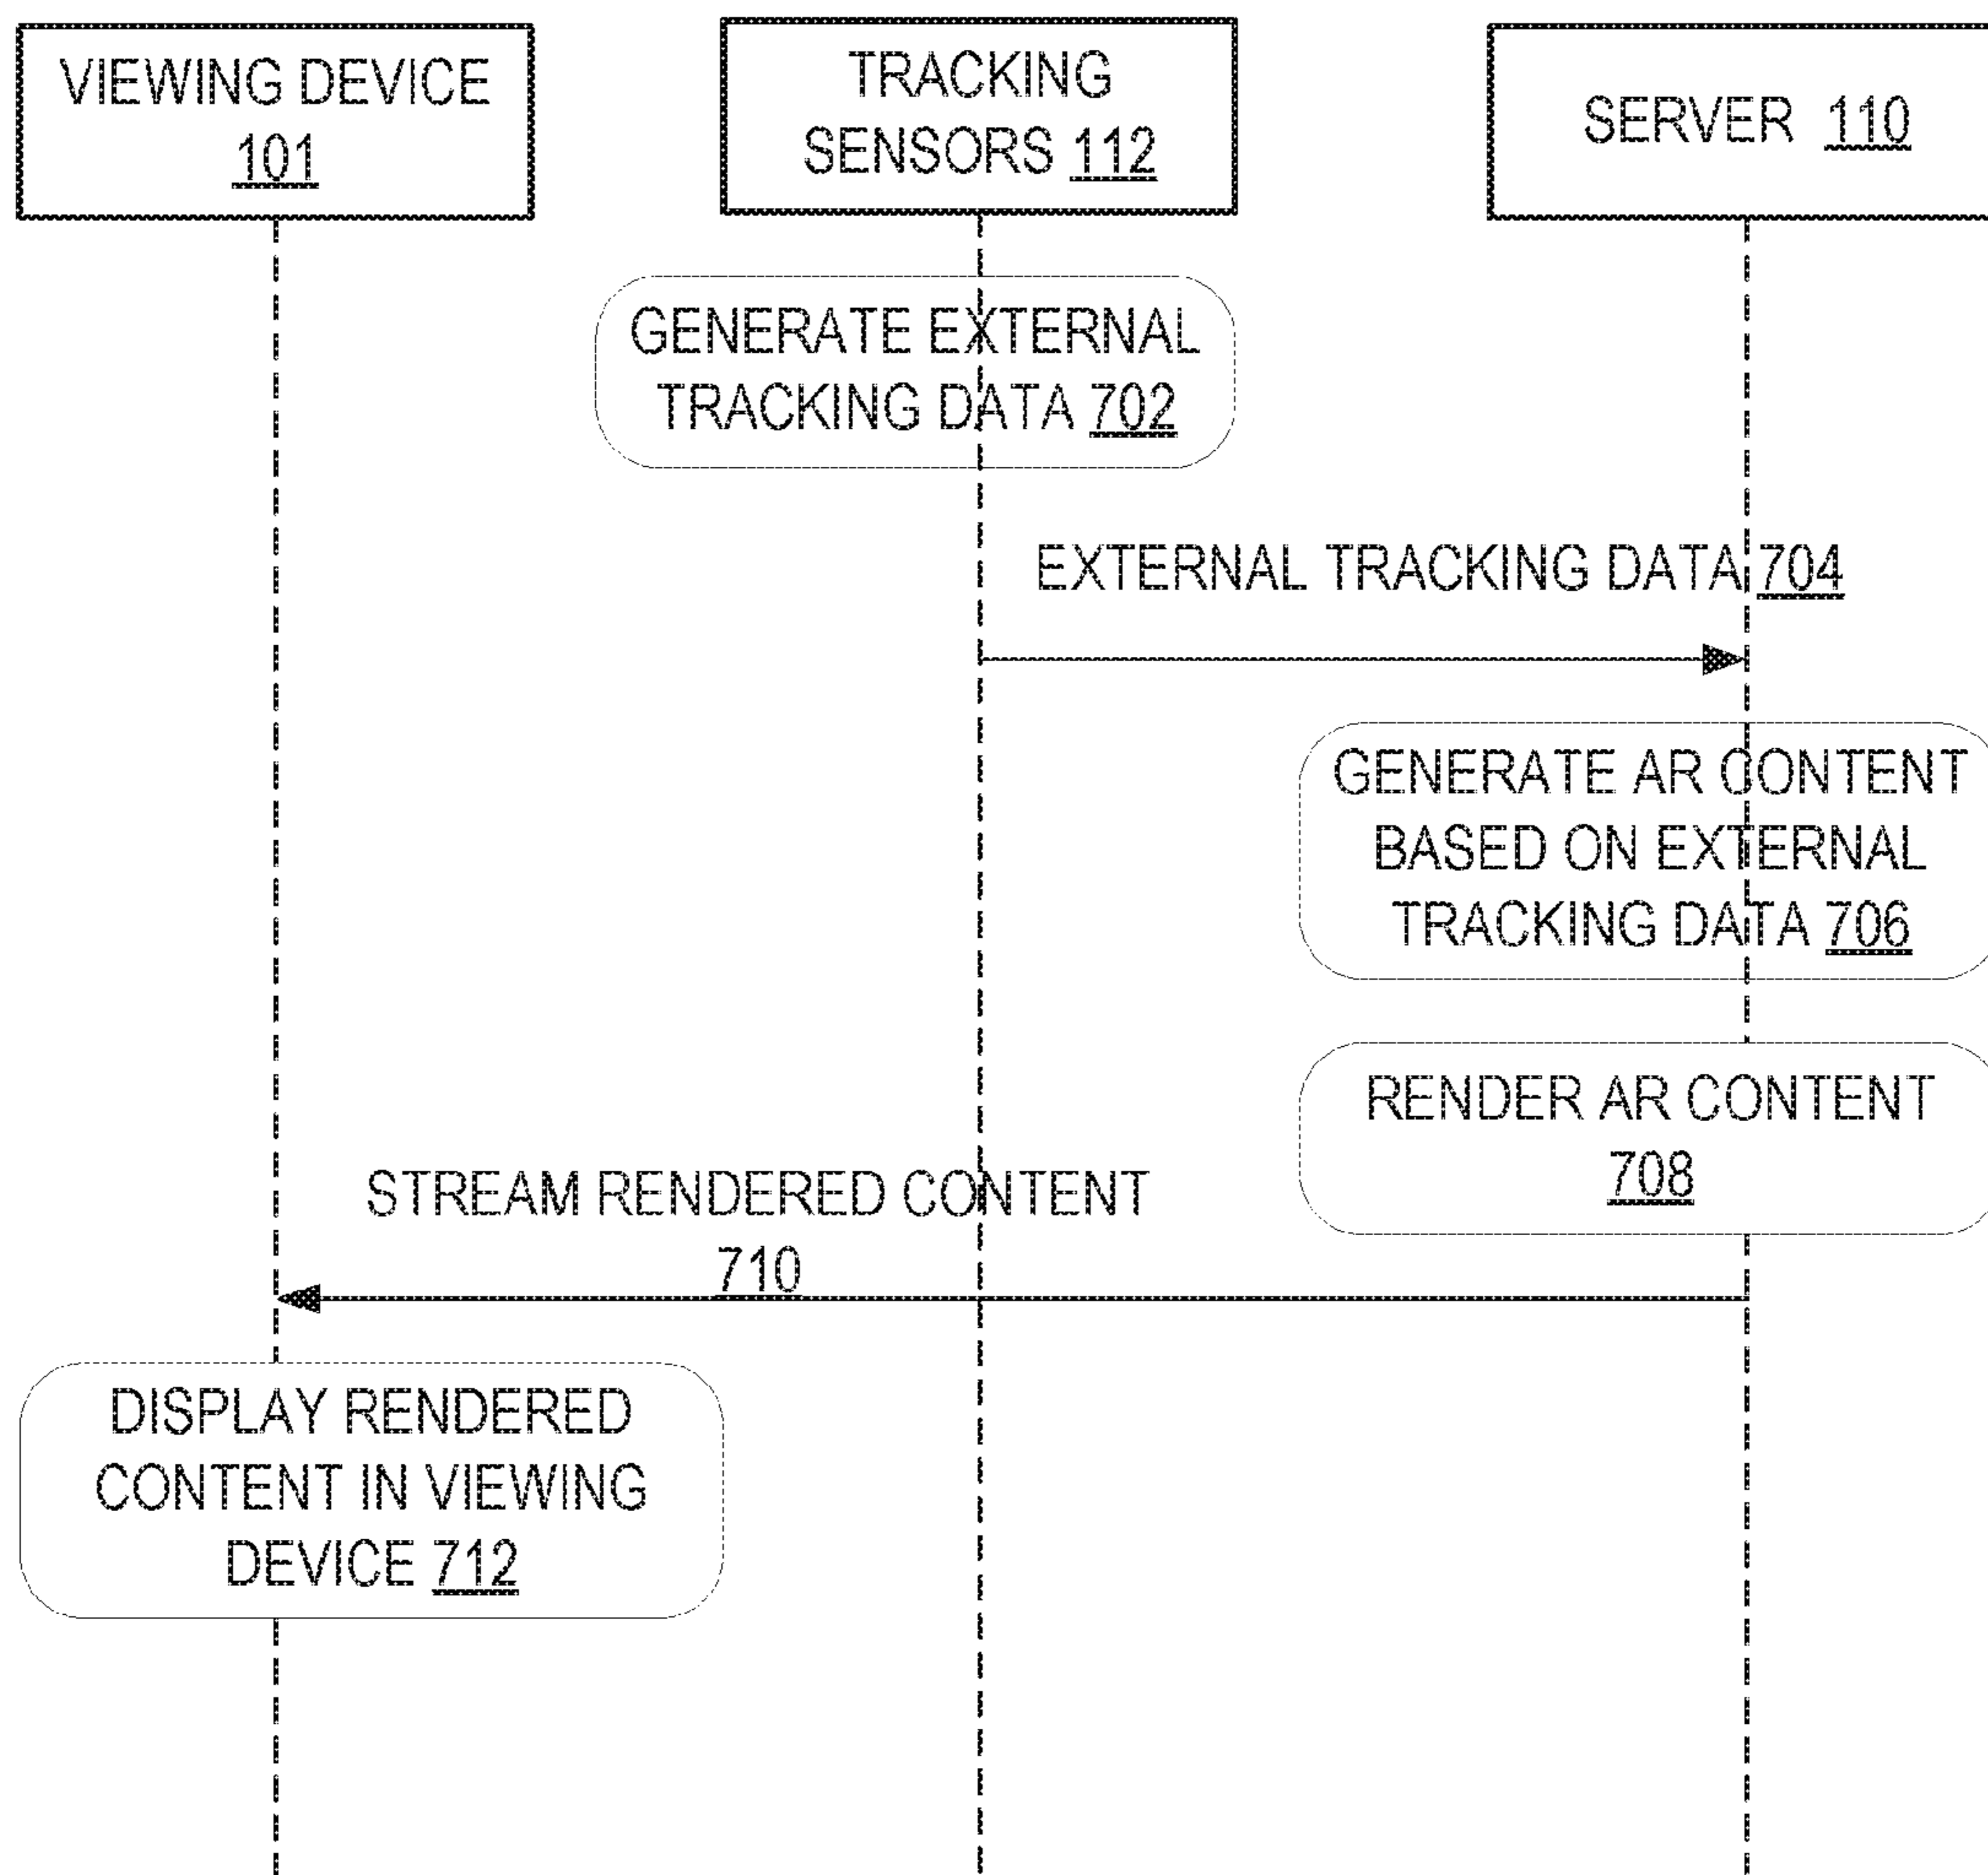 VIEWING DEVICE
101
TRACKING
SENSORS 112
SERVER 110
GENERATE EXTERNAL
TRACKING DATA 702
EXTERNAL TRACKING DATA 704
GENERATE AR CONTENT
BASED ON EXTERNAL
TRACKING DATA 706
RENDER AR CONTENT
708
STREAM RENDERED CONTENT
710
DISPLAY RENDERED
CONTENT IN VIEWING
DEVICE 712